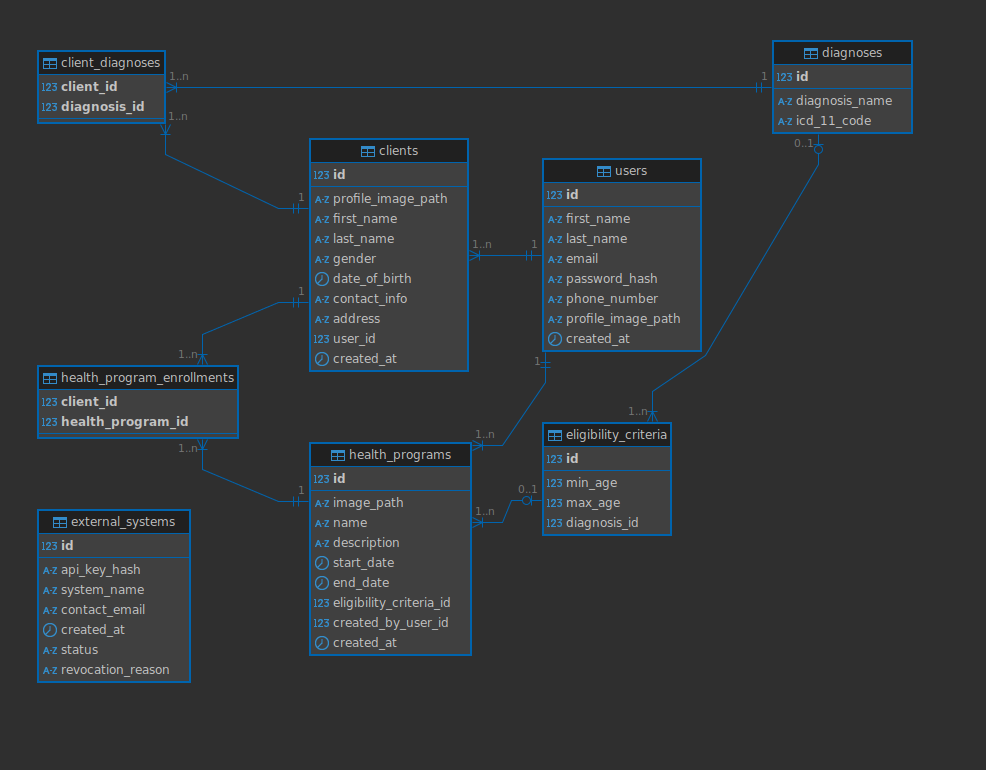 client_diagnoses
123 client_id
123 diagnosis_id
1..n
1..n
1
diagnoses
123 id
A-Z diagnosis_name
A-Z icd_11_code
0..1
clients
123 id
A-Z profile_image_path
A-Z first_name
A-Z last_name
A-Z gender
date_of_birth
A-Z contact_info
A-Z address
123 user_id
created_at
1
1
1..n
1
users
123 id
A-Z first_name
A-Z last_name
A-Z email
A-Z password_hash
A-Z phone_number
A-Z profile_image_path
created_at
1
1..n
health_program_enrollments
123 client_id
123 health_program_id
1..n
1
1..n
health_programs
123 id
A-Z image_path
A-Z name
A-Z description
start_date
end_date
123 eligibility_criteria_id
123 created_by_user_id
created_at
1..n
0..1
1..n
eligibility_criteria
123 id
123 min_age
123 max_age
123 diagnosis_id
external_systems
123 id
A-Z api_key_hash
A-Z system_name
A-Z contact_email
created_at
A-Z status
A-Z revocation_reason